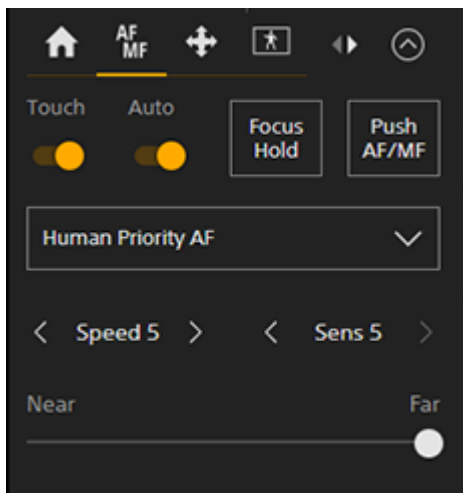 AF
MF
Touch Auto
Focus
Hold
Push
AF/MF
Human Priority AF
Speed 5 Sens 5
Near Far